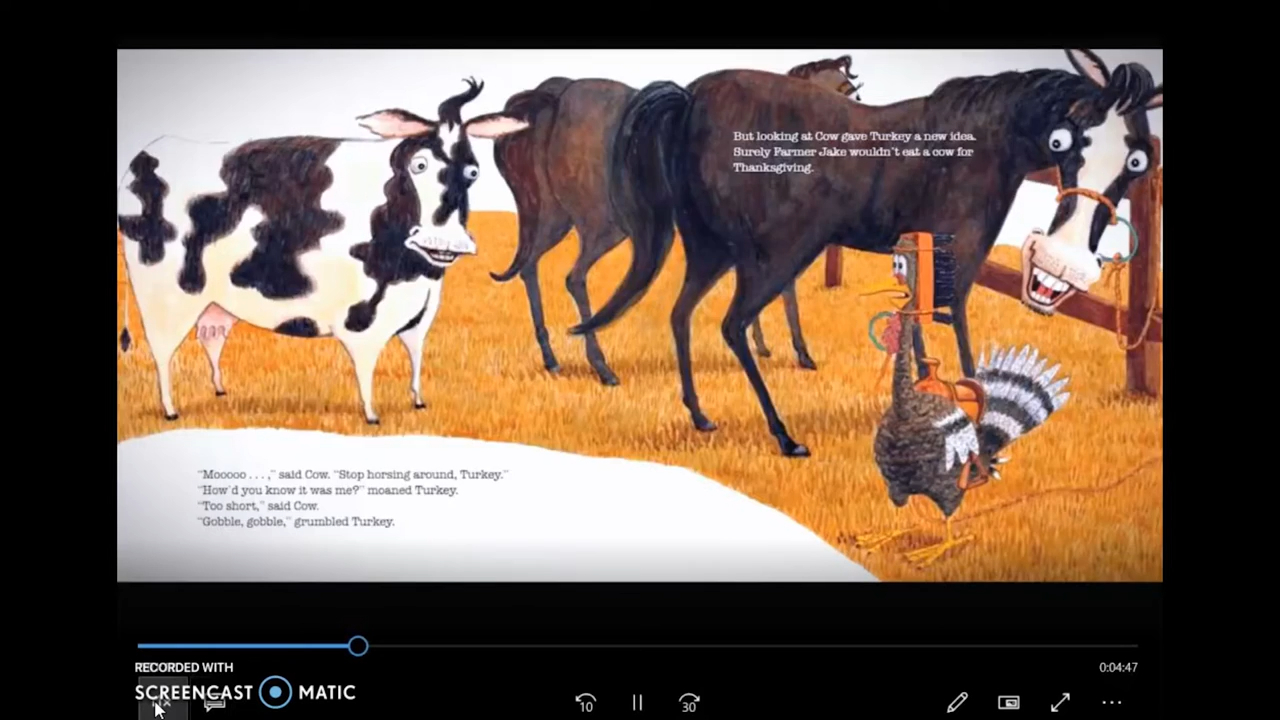 But looking at Cow gave Turkey a new idea.
Surely Farmer Jake wouldn't eat a cow for
Thanksgiving.
"Mooooo . . . ," said Cow. "Stop horsing around, Turkey."
"How'd you know it was me?" moaned Turkey.
"Too short," said Cow.
"Gobble, gobble," grumbled Turkey.
RECORDED WITH
SCREENCAST MATIC
0:04:47
10
30